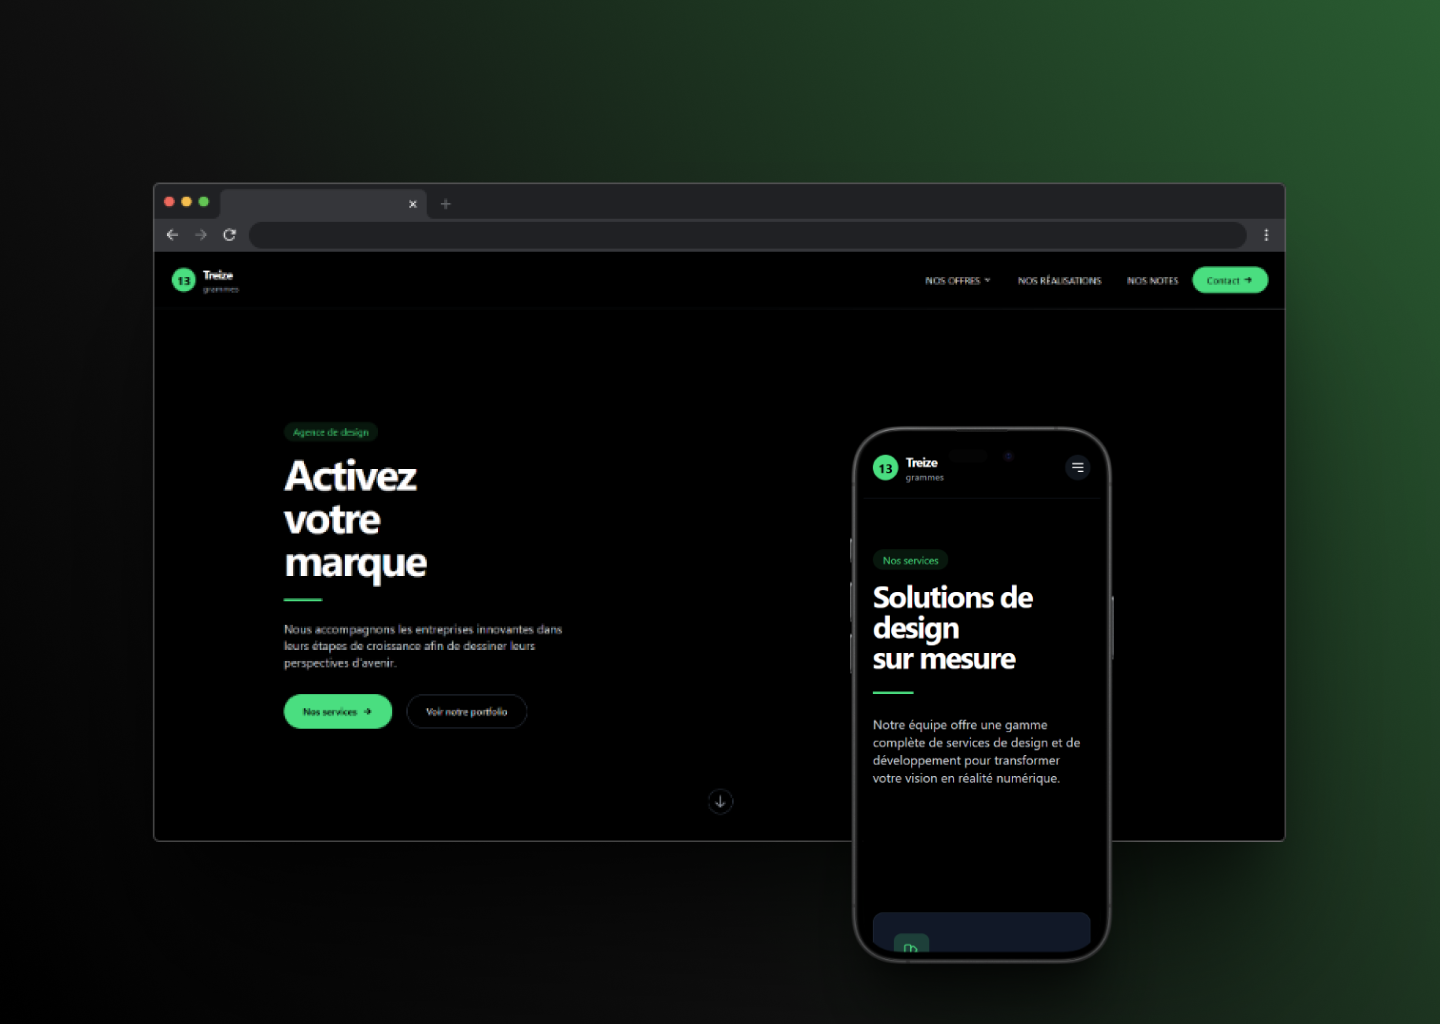 13 Treize
grammes
NOS OFFRES
NOS RÉALISATIONS
NOS NOTES
Contact →
Agence de design
Activez
votre
marque
Nous accompagnons les entreprises innovantes dans
leurs étapes de croissance afin de dessiner leurs
perspectives d'avenir.
Nos services →
Voir notre portfolio
13 Treize
grammes
Nos services
Solutions de
design
sur mesure
Notre équipe offre une gamme
complète de services de design et de
développement pour transformer
votre vision en réalité numérique.